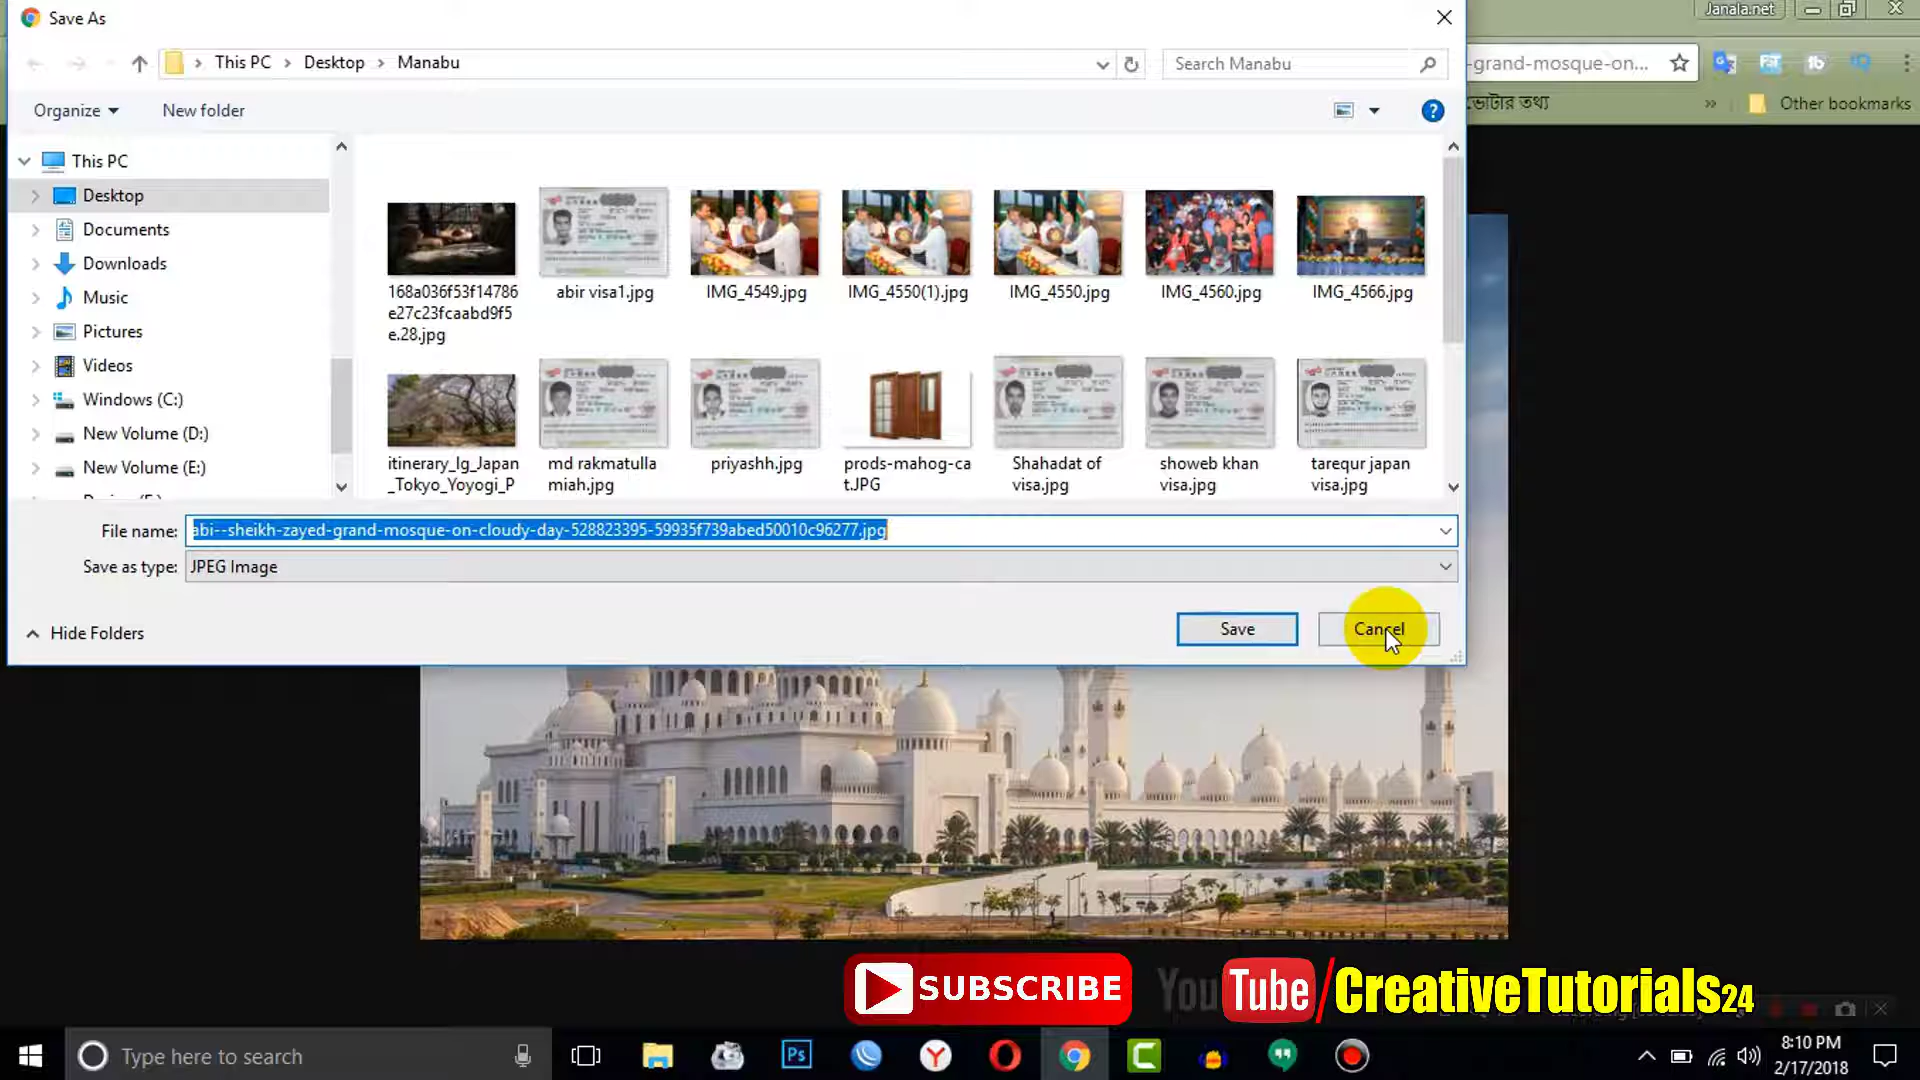 Save As
Janala.net
This PC > Desktop > Manabu
Search Manabu
-grand-mosque-on...
Organize
New folder
ভোটার তথ্য
» Other bookmarks
This PC
Desktop
Documents
Downloads
Music
Pictures
Videos
Windows (C:)
New Volume (D:)
New Volume (E:)
168a036f53f14786
e27c23fcaabd9f5
e.28.jpg
abir visa1.jpg
IMG_4549.jpg
IMG_4550(1).jpg
IMG_4550.jpg
IMG_4560.jpg
IMG_4566.jpg
itinerary_lg_Japan
_Tokyo_Yoyogi_P
md rakmatulla
miah.jpg
priyashh.jpg
prods-mahog-ca
t.JPG
Shahadat of
visa.jpg
showeb khan
visa.jpg
tarequr japan
visa.jpg
File name: abi--sheikh-zayed-grand-mosque-on-cloudy-day-528823395-59935f739abed50010c96277.jpg
Save as type: JPEG Image
Hide Folders
Save
Cancel
SUBSCRIBE
YouTube/CreativeTutorials24
Type here to search
Ps
8:10 PM
2/17/2018